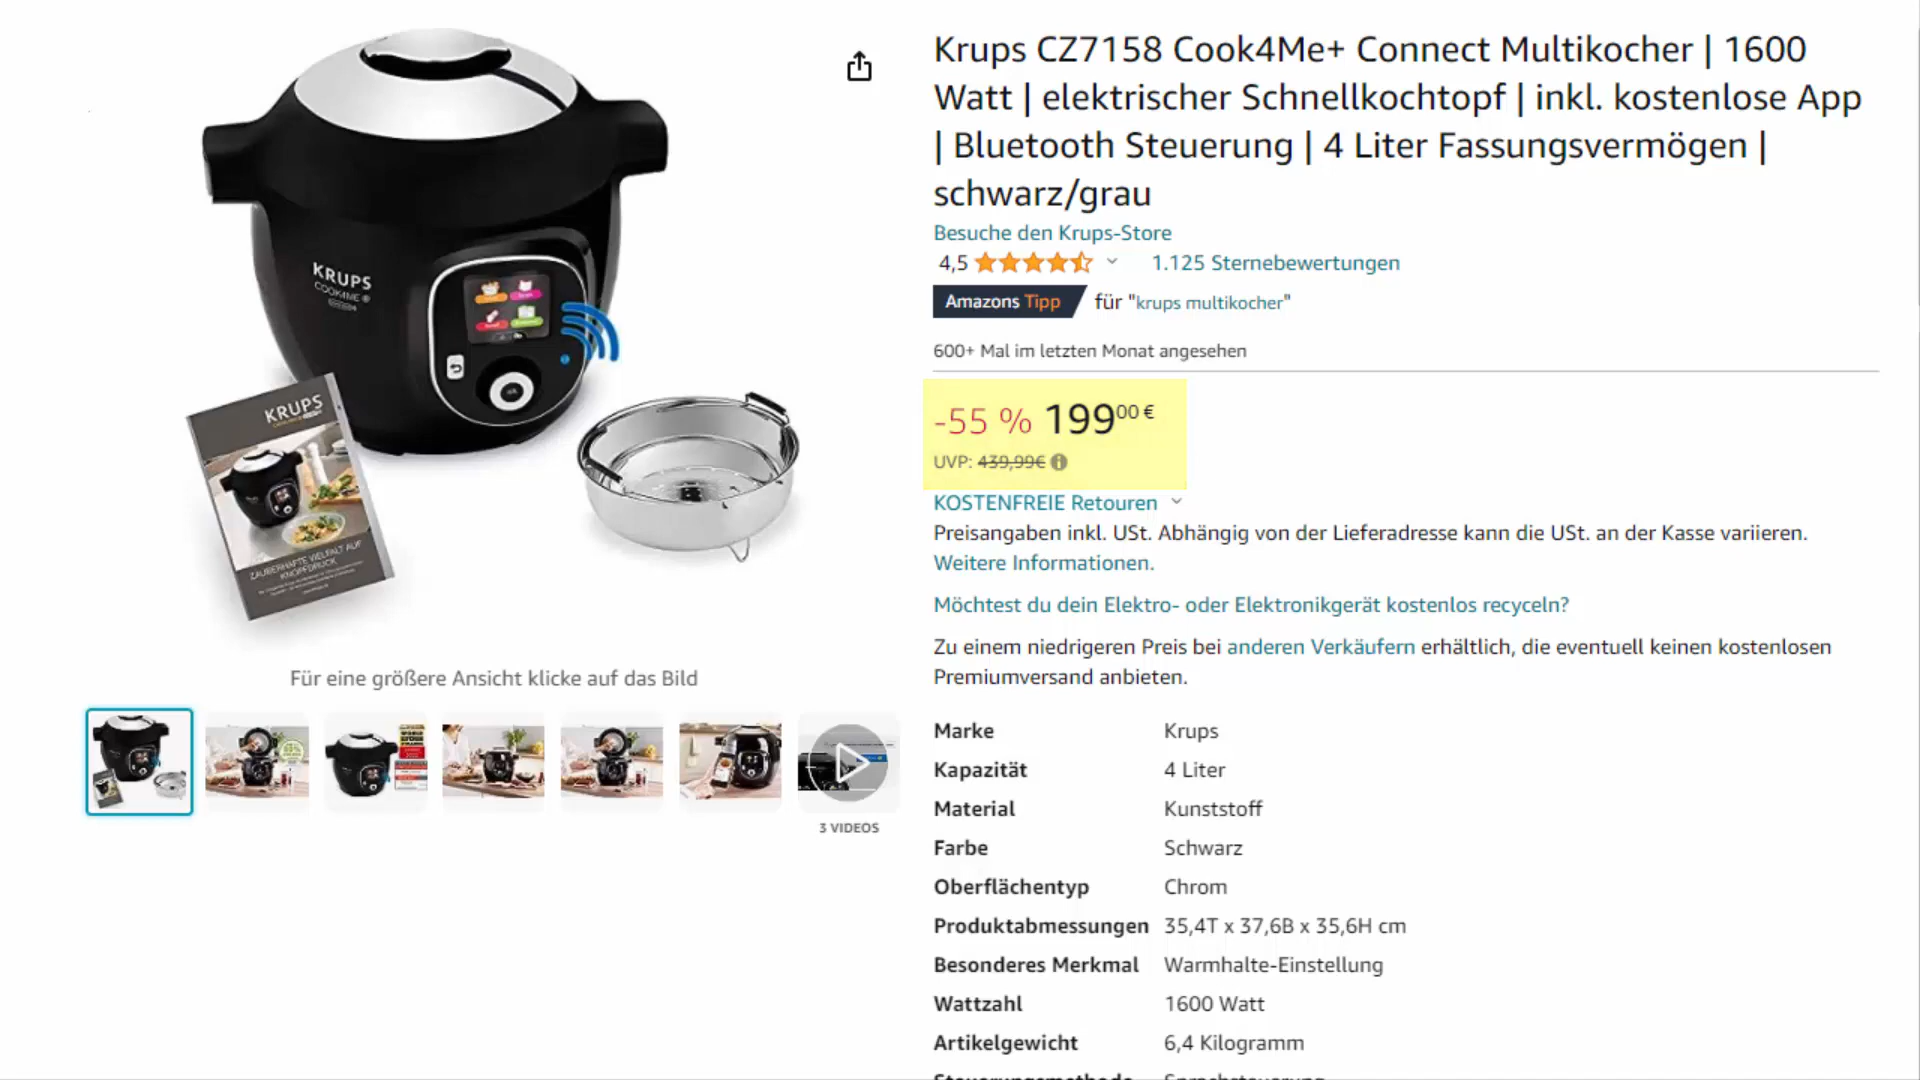 Krups CZ7158 Cook4Me+ Connect Multikocher | 1600
Watt | elektrischer Schnellkochtopf | inkl. kostenlose App
| Bluetooth Steuerung | 4 Liter Fassungsvermögen |
schwarz/grau
Besuche den Krups-Store
4,5 1.125 Sternebewertungen
Amazons Tipp für "krups multikocher"
600+ Mal im letzten Monat angesehen
-55 % 199 00 €
UVP: 439,99€
KOSTENFREIE Retouren
Preisangaben inkl. USt. Abhängig von der Lieferadresse kann die USt. an der Kasse variieren.
Weitere Informationen.
Möchtest du dein Elektro- oder Elektronikgerät kostenlos recyceln?
Zu einem niedrigeren Preis bei anderen Verkäufern erhältlich, die eventuell keinen kostenlosen
Premiumversand anbieten.
Marke Krups
Kapazität 4 Liter
Material Kunststoff
Farbe Schwarz
Oberflächentyp Chrom
Produktabmessungen 35,4T x 37,6B x 35,6H cm
Besonderes Merkmal Warmhalte-Einstellung
Wattzahl 1600 Watt
Artikelgewicht 6,4 Kilogramm
KRUPS
COOK4ME
KRUPS
ZAUBERHAFTE VIELFALT AUF
KNOPFDRUCK
Für eine größere Ansicht klicke auf das Bild
3 VIDEOS